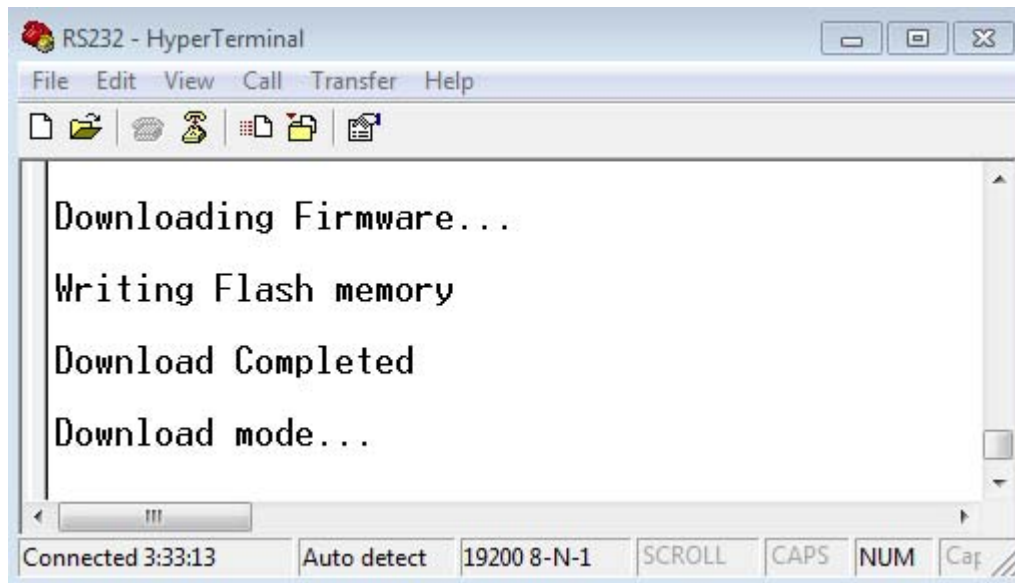 RS232 - HyperTerminal
File Edit View Call Transfer Help
Downloading Firmware...
Writing Flash memory
Download Completed
Download mode...
Connected 3:33:13 Auto detect 19200 8-N-1 SCROLL CAPS NUM